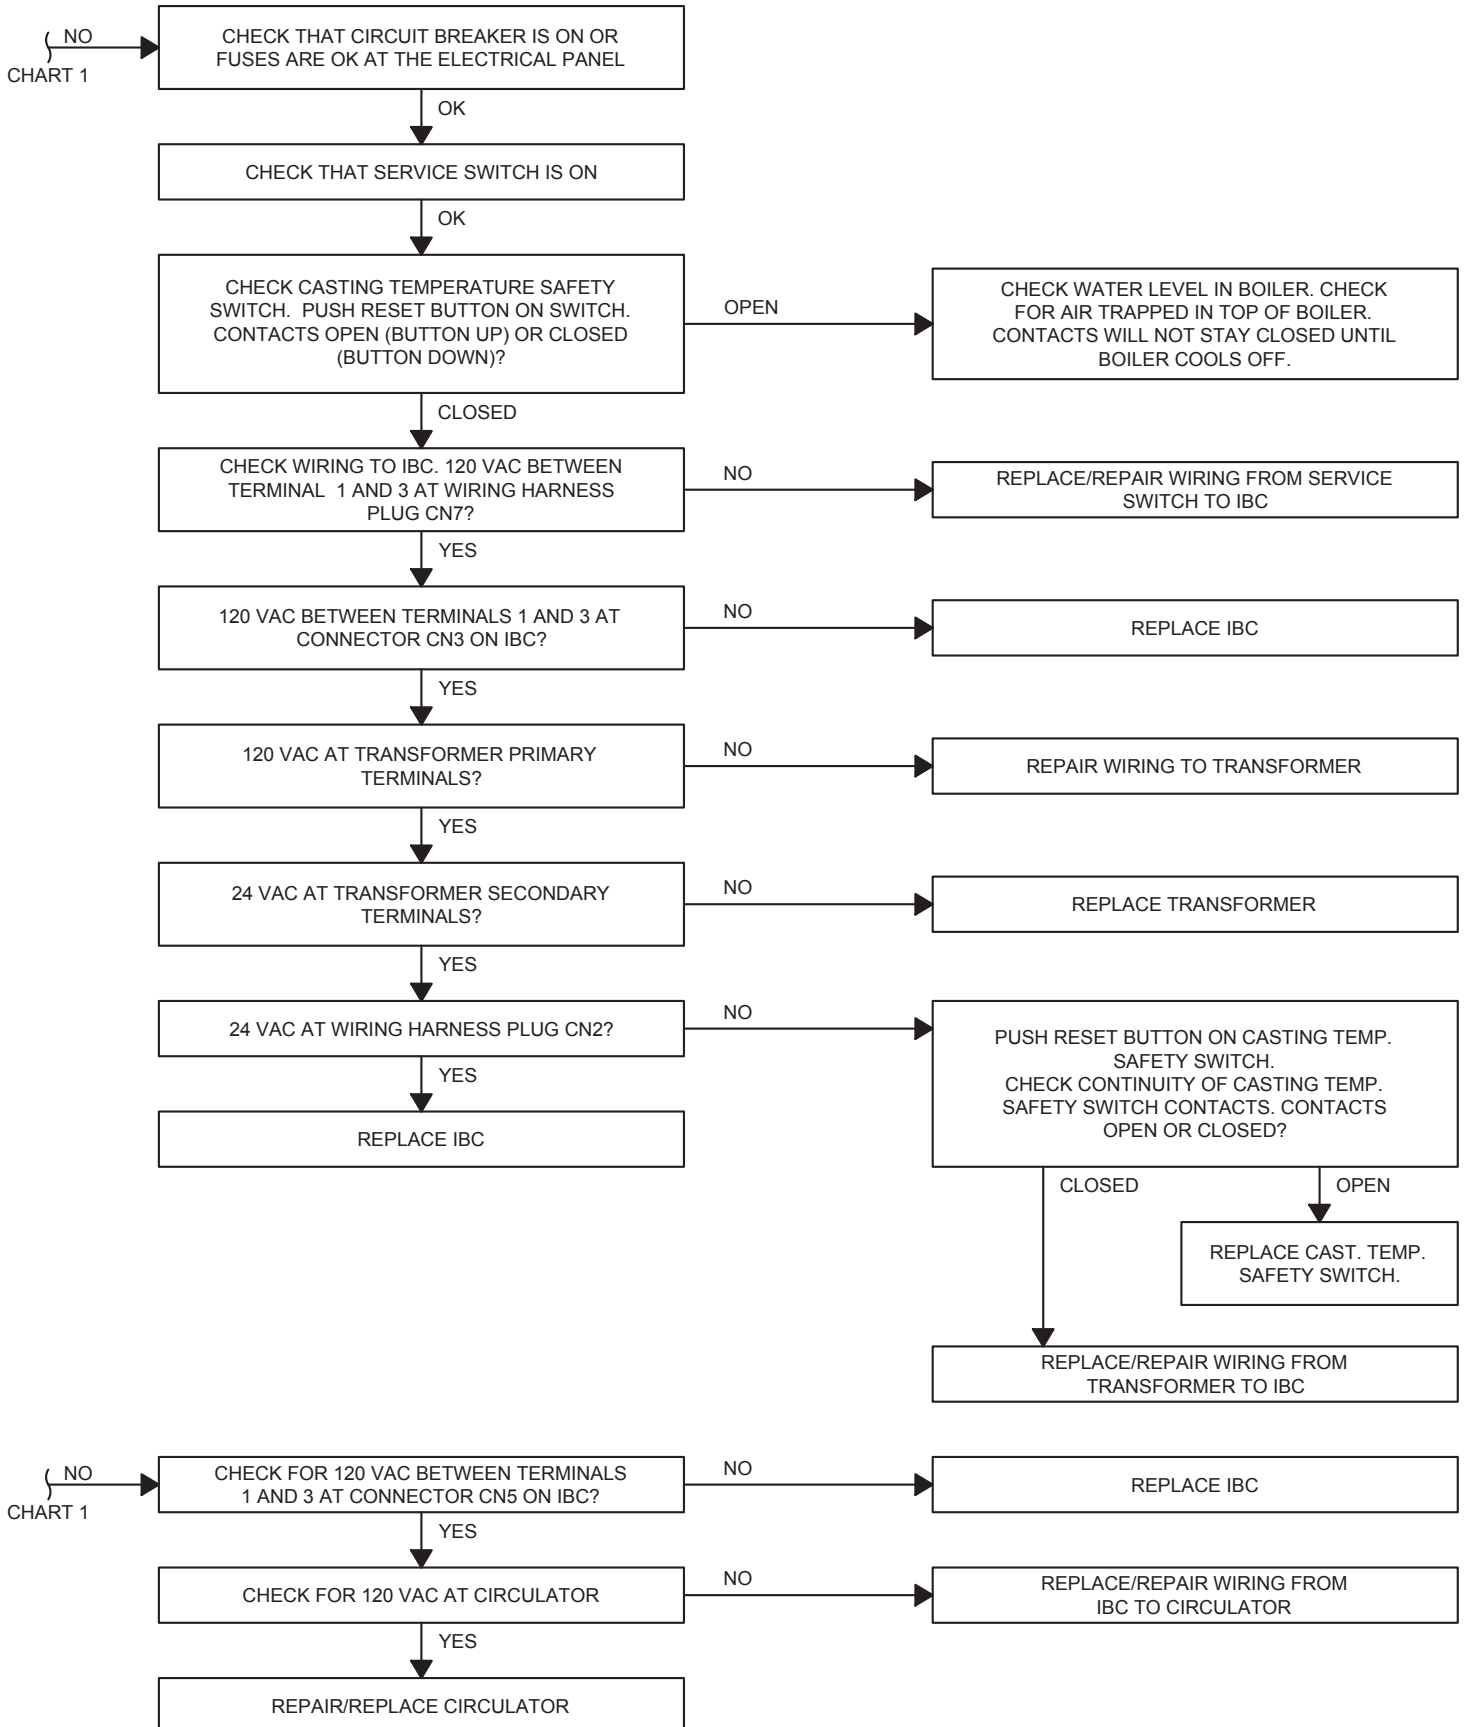 NO
CHART 1
CHECK THAT CIRCUIT BREAKER IS ON OR
FUSES ARE OK AT THE ELECTRICAL PANEL
OK
CHECK THAT SERVICE SWITCH IS ON
OK
CHECK CASTING TEMPERATURE SAFETY
SWITCH. PUSH RESET BUTTON ON SWITCH.
CONTACTS OPEN (BUTTON UP) OR CLOSED
(BUTTON DOWN)?
OPEN
CHECK WATER LEVEL IN BOILER. CHECK
FOR AIR TRAPPED IN TOP OF BOILER.
CONTACTS WILL NOT STAY CLOSED UNTIL
BOILER COOLS OFF.
CLOSED
CHECK WIRING TO IBC. 120 VAC BETWEEN
TERMINAL 1 AND 3 AT WIRING HARNESS
PLUG CN7?
NO
REPLACE/REPAIR WIRING FROM SERVICE
SWITCH TO IBC
YES
120 VAC BETWEEN TERMINALS 1 AND 3 AT
CONNECTOR CN3 ON IBC?
NO
REPLACE IBC
YES
120 VAC AT TRANSFORMER PRIMARY
TERMINALS?
NO
REPAIR WIRING TO TRANSFORMER
YES
24 VAC AT TRANSFORMER SECONDARY
TERMINALS?
NO
REPLACE TRANSFORMER
YES
24 VAC AT WIRING HARNESS PLUG CN2?
NO
PUSH RESET BUTTON ON CASTING TEMP.
SAFETY SWITCH.
CHECK CONTINUITY OF CASTING TEMP.
SAFETY SWITCH CONTACTS. CONTACTS
OPEN OR CLOSED?
YES
REPLACE IBC
CLOSED
OPEN
REPLACE CAST. TEMP.
SAFETY SWITCH.
REPLACE/REPAIR WIRING FROM
TRANSFORMER TO IBC
NO
CHART 1
CHECK FOR 120 VAC BETWEEN TERMINALS
1 AND 3 AT CONNECTOR CN5 ON IBC?
NO
REPLACE IBC
YES
CHECK FOR 120 VAC AT CIRCULATOR
NO
REPLACE/REPAIR WIRING FROM
IBC TO CIRCULATOR
YES
REPAIR/REPLACE CIRCULATOR